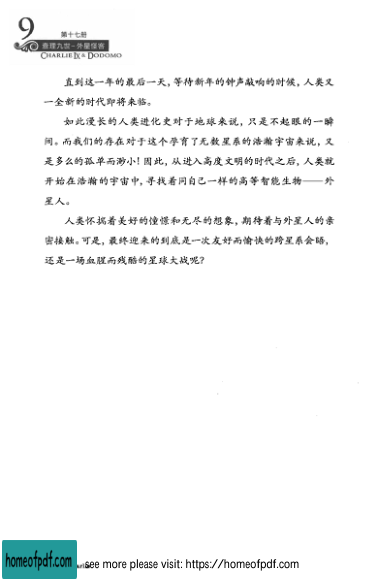 9
第十七册
查理九世-外星怪客
CHARLIE IX & DODOMO
直到这一年的最后一天，等待新年的钟声敲响的时候，人类又
一全新的时代即将来临。
如此漫长的人类进化史对于地球来说，只是不起眼的一瞬
间。而我们的存在对于这个孕育了无数星系的浩瀚宇宙来说，又
是多么的孤单而渺小！因此，从进入高度文明的时代之后，人类就
开始在浩瀚的宇宙中，寻找着同自己一样的高等智能生物——外
星人。
人类怀揣着美好的憧憬和无尽的想象，期待着与外星人的亲
密接触。可是，最终迎来的到底是一次友好而愉快的跨星系会晤，
还是一场血腥而残酷的星球大战呢？
homeofpdf.com
see more please visit: https://homeofpdf.com